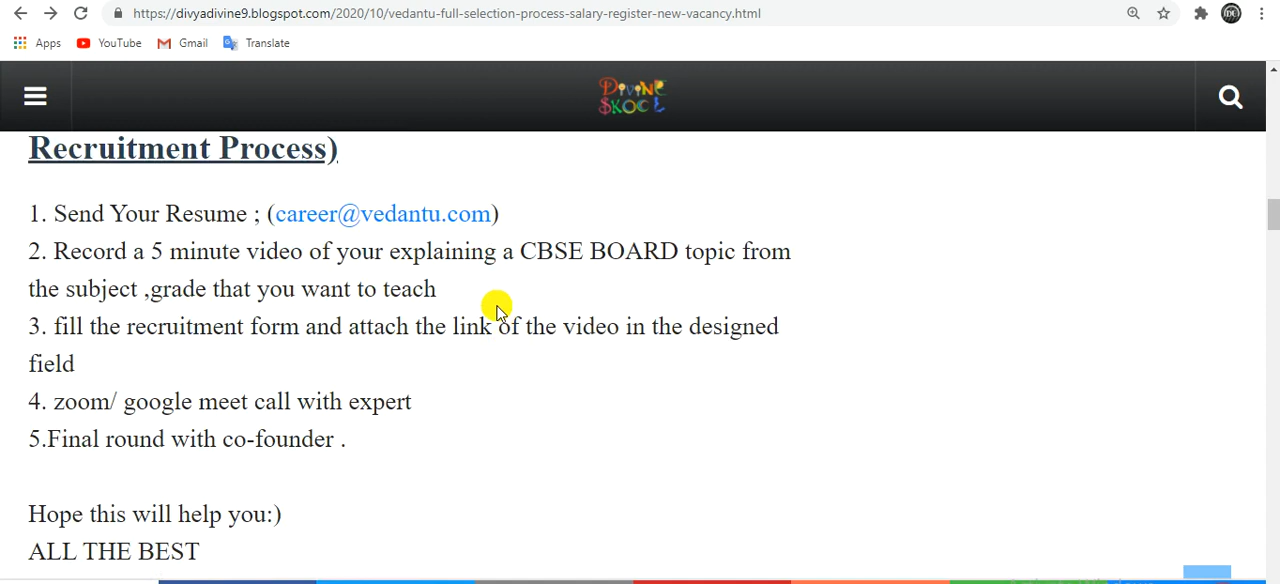 https://divyadivine9.blogspot.com/2020/10/vedantu-full-selection-process-salary-register-new-vacancy.html
Apps YouTube Gmail Translate
DiviNE
$KOCL
Recruitment Process)
1. Send Your Resume ; (career@vedantu.com)
2. Record a 5 minute video of your explaining a CBSE BOARD topic from
the subject ,grade that you want to teach
3. fill the recruitment form and attach the link of the video in the designed
field
4. zoom/ google meet call with expert
5.Final round with co-founder .
Hope this will help you:)
ALL THE BEST